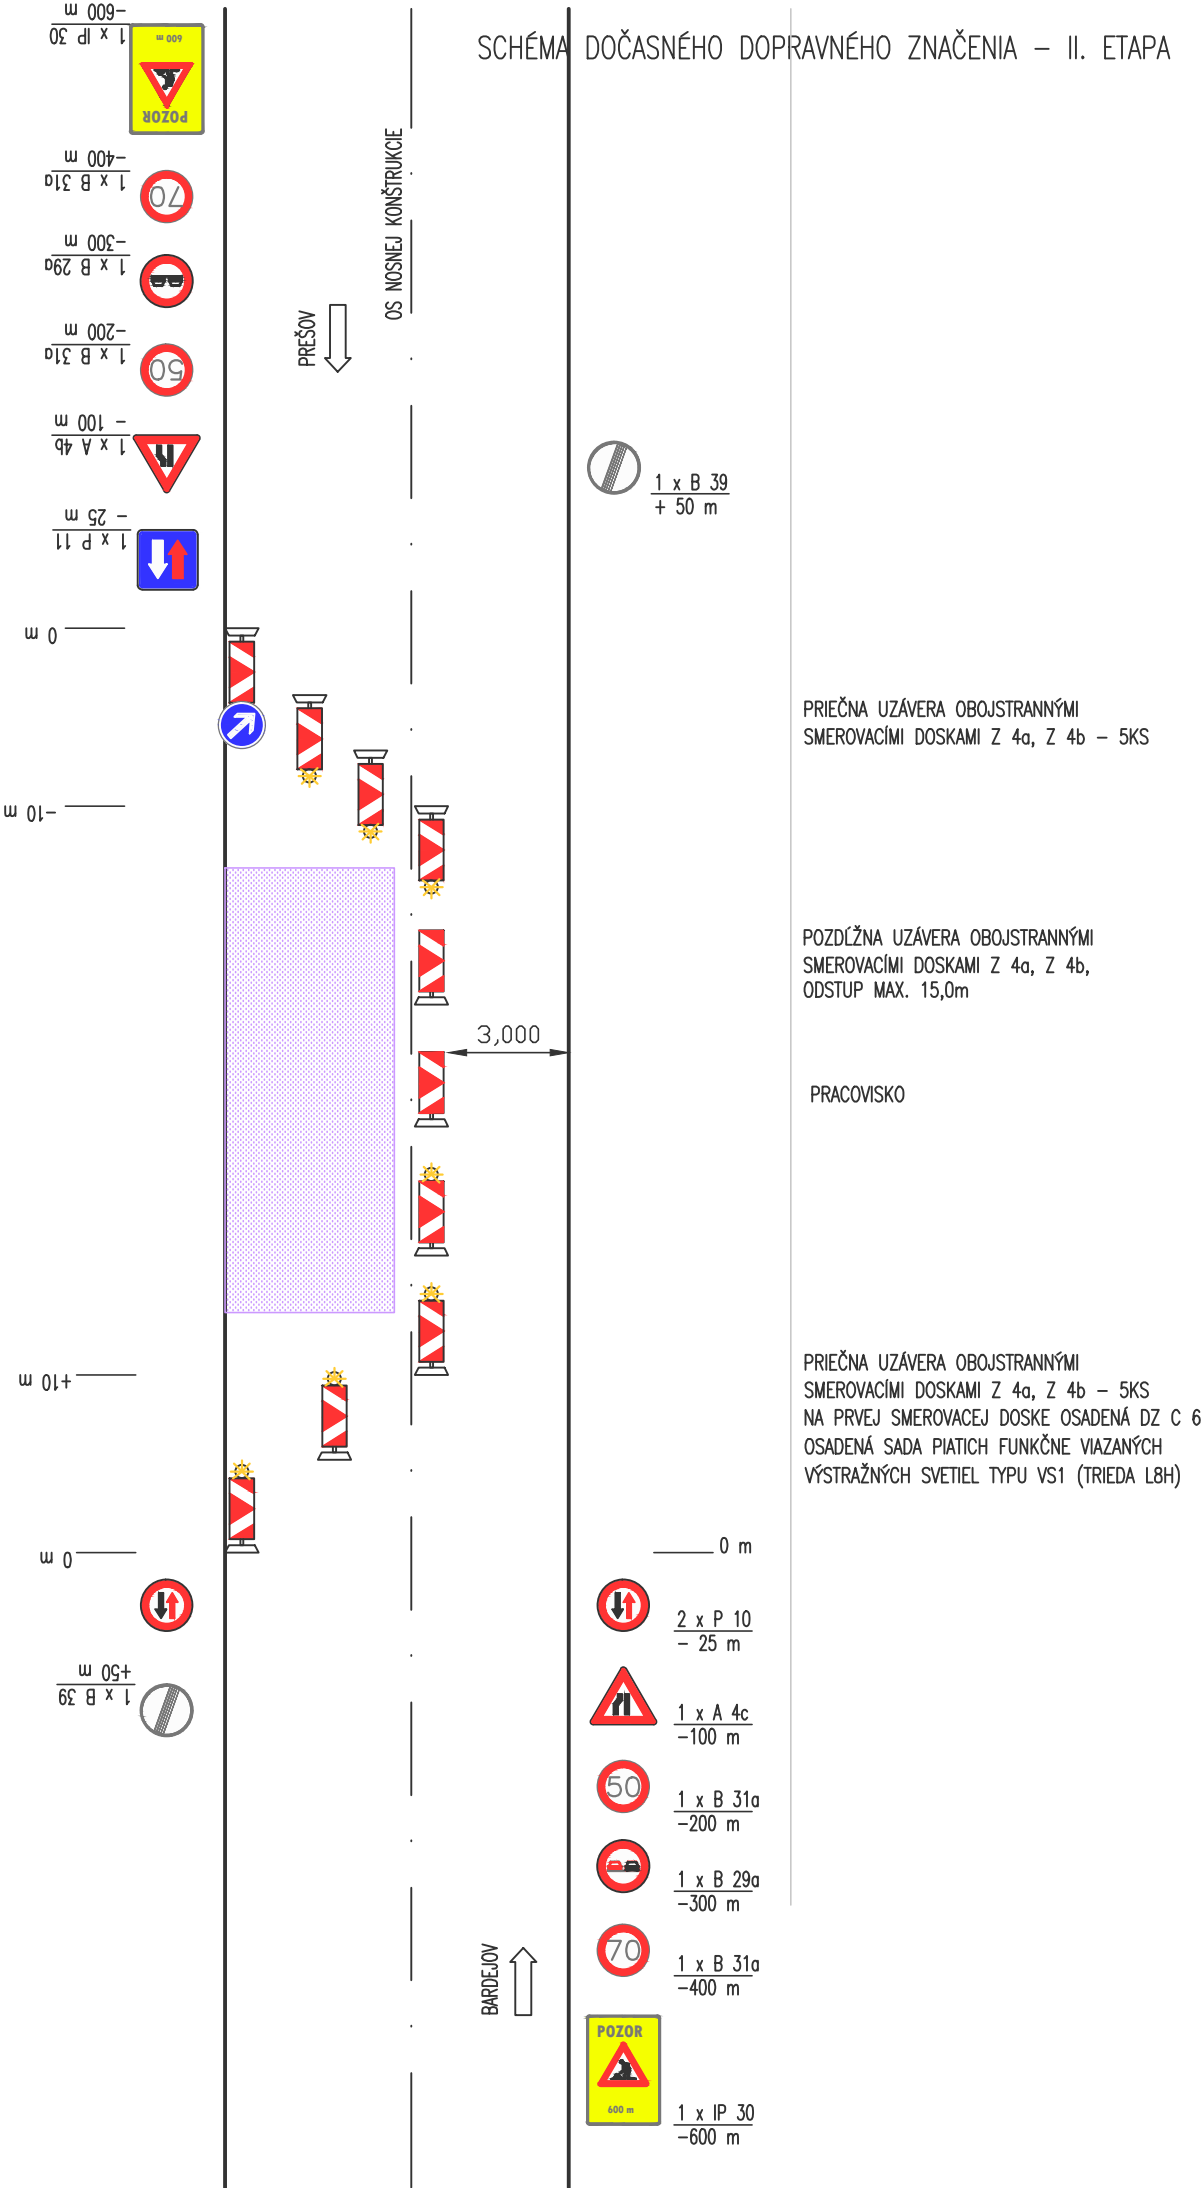 SCHÉMA DOČASNÉHO DOPRAVNÉHO ZNAČENIA – II. ETAPA
1 x IP 30
-600 m
POZOR
600 m
1 x B 31a
-400 m
70
1 x B 29a
-300 m
1 x B 31a
-200 m
50
1 x A 4b
- 100 m
1 x P 11
- 25 m
0 m
-10 m
OS NOSNEJ KONŠTRUKCIE
PREŠOV
1 x B 39
+ 50 m
PRIEČNA UZÁVERA OBOJSTRANNÝMI
SMEROVACÍMI DOSKAMI Z 4a, Z 4b – 5KS
POZDĹŽNA UZÁVERA OBOJSTRANNÝMI
SMEROVACÍMI DOSKAMI Z 4a, Z 4b,
ODSTUP MAX. 15,0m
3,000
PRACOVISKO
PRIEČNA UZÁVERA OBOJSTRANNÝMI
SMEROVACÍMI DOSKAMI Z 4a, Z 4b – 5KS
NA PRVEJ SMEROVACEJ DOSKE OSADENÁ DZ C 6
OSADENÁ SADA PIATICH FUNKČNE VIAZANÝCH
VÝSTRAŽNÝCH SVETIEL TYPU VS1 (TRIEDA L8H)
+10 m
0 m
1 x B 39
+50 m
0 m
2 x P 10
- 25 m
1 x A 4c
-100 m
50
1 x B 31a
-200 m
1 x B 29a
-300 m
70
1 x B 31a
-400 m
BARDEJOV
POZOR
600 m
1 x IP 30
-600 m